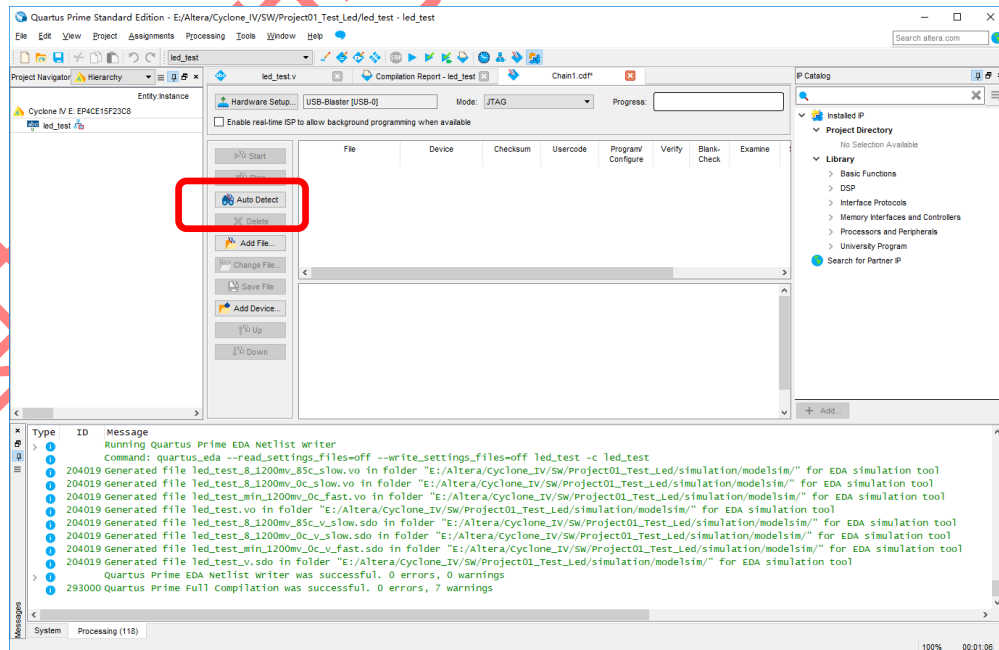 Quartus Prime Standard Edition - E:/Altera/Cyclone_IV/SW/Project01_Test_Led/led_test - led_test
File Edit View Project Assignments Processing Tools Window Help
Search altera.com
led_test
Project Navigator Hierarchy
led_test.v
Compilation Report - led_test
Chain1.cdf*
IP Catalog
Entity:Instance
Cyclone IV E: EP4CE15F23C8
led_test
Hardware Setup...
USB-Blaster [USB-0]
Mode:
JTAG
Progress:
Enable real-time ISP to allow background programming when available
Start
Stop
Auto Detect
Delete
Add File...
Change File...
Save File
Add Device...
Up
Down
File
Device
Checksum
Usercode
Program/
Configure
Verify
Blank-
Check
Examine
Installed IP
Project Directory
No Selection Available
Library
Basic Functions
DSP
Interface Protocols
Memory Interfaces and Controllers
Processors and Peripherals
University Program
Search for Partner IP
+ Add...
Type ID Message
Running Quartus Prime EDA Netlist Writer
Command: quartus_eda --read_settings_files=off --write_settings_files=off led_test -c led_test
204019 Generated file led_test_8_1200mv_85c_slow.vo in folder "E:/Altera/Cyclone_IV/SW/Project01_Test_Led/simulation/modelsim/" for EDA simulation tool
204019 Generated file led_test_8_1200mv_0c_slow.vo in folder "E:/Altera/Cyclone_IV/SW/Project01_Test_Led/simulation/modelsim/" for EDA simulation tool
204019 Generated file led_test_min_1200mv_0c_fast.vo in folder "E:/Altera/Cyclone_IV/SW/Project01_Test_Led/simulation/modelsim/" for EDA simulation tool
204019 Generated file led_test.vo in folder "E:/Altera/Cyclone_IV/SW/Project01_Test_Led/simulation/modelsim/" for EDA simulation tool
204019 Generated file led_test_8_1200mv_85c_v_slow.sdo in folder "E:/Altera/Cyclone_IV/SW/Project01_Test_Led/simulation/modelsim/" for EDA simulation tool
204019 Generated file led_test_8_1200mv_0c_v_slow.sdo in folder "E:/Altera/Cyclone_IV/SW/Project01_Test_Led/simulation/modelsim/" for EDA simulation tool
204019 Generated file led_test_min_1200mv_0c_v_fast.sdo in folder "E:/Altera/Cyclone_IV/SW/Project01_Test_Led/simulation/modelsim/" for EDA simulation tool
204019 Generated file led_test_v.sdo in folder "E:/Altera/Cyclone_IV/SW/Project01_Test_Led/simulation/modelsim/" for EDA simulation tool
Quartus Prime EDA Netlist Writer was successful. 0 errors, 0 warnings
293000 Quartus Prime Full Compilation was successful. 0 errors, 7 warnings
Messages
System Processing (118)
100% 00:01:06